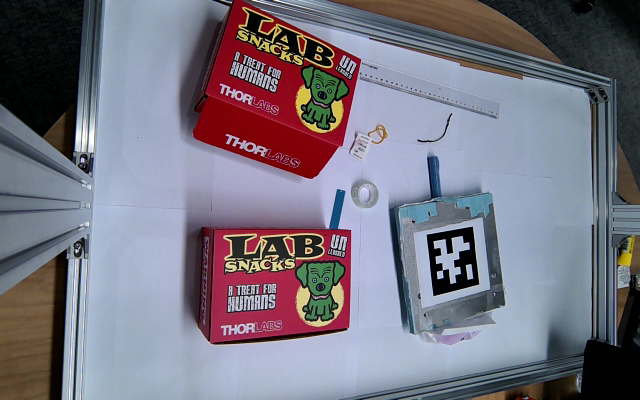 LAB
SNACKS
UN
LEASHED
A TREAT FOR
HUMANS
THORLABS
THORLABS
LAB
SNACKS
UN
LEASHED
A TREAT FOR
HUMANS
THORLABS